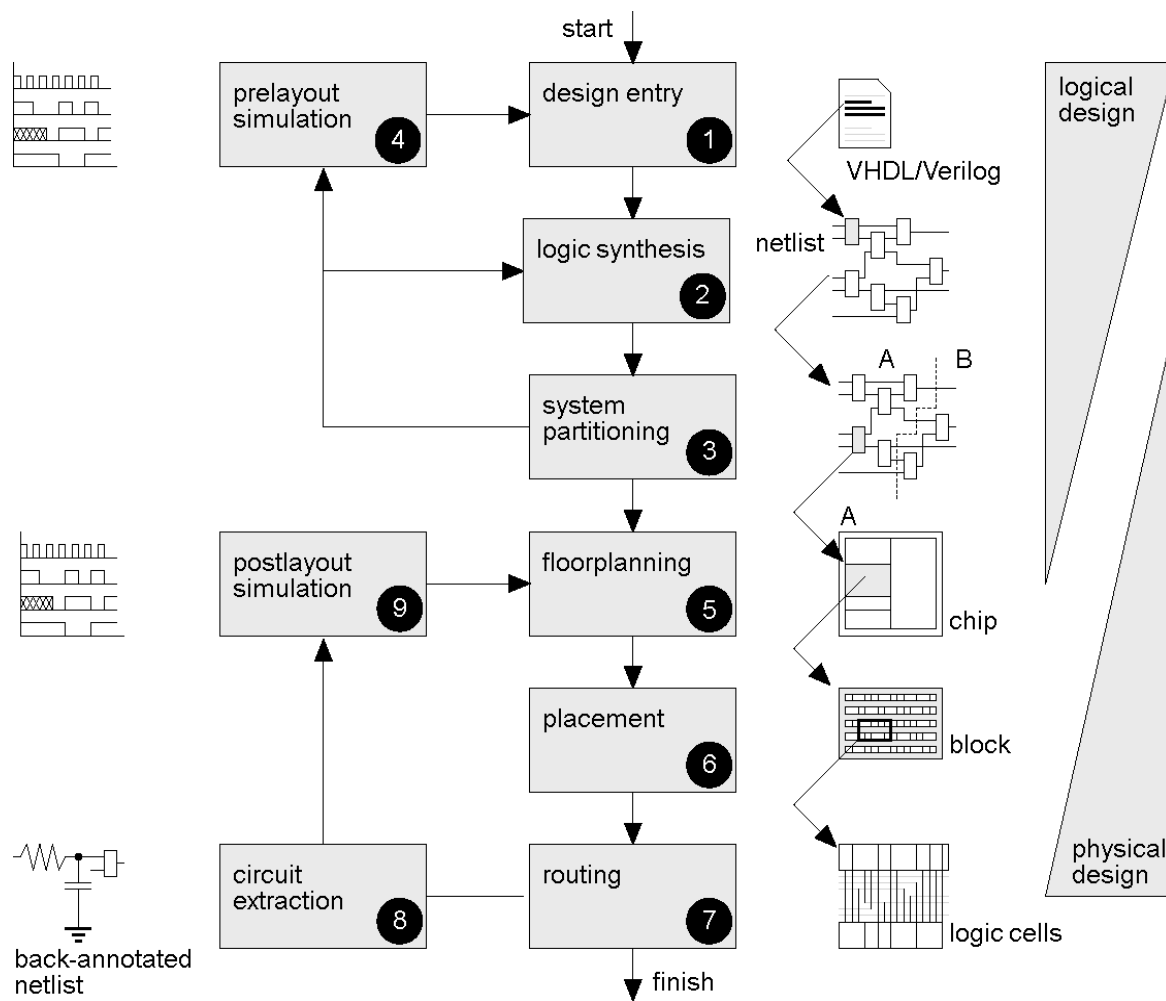 start
prelayout
simulation
4
design entry
1
VHDL/Verilog
logical
design
logic synthesis
2
netlist
system
partitioning
3
A B
postlayout
simulation
9
floorplanning
5
A
chip
placement
6
block
circuit
extraction
8
routing
7
logic cells
physical
design
back-annotated
netlist
finish